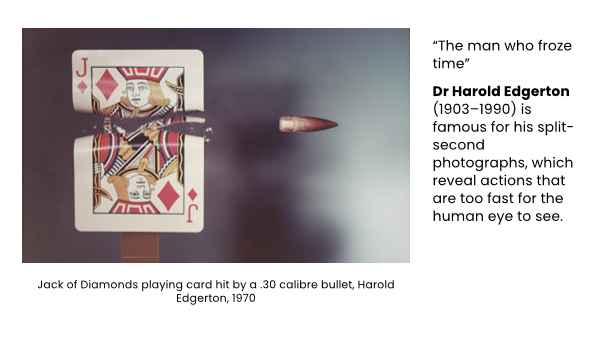 J
J
Jack of Diamonds playing card hit by a .30 calibre bullet, Harold
Edgerton, 1970
“The man who froze
time”
Dr Harold Edgerton
(1903–1990) is
famous for his split-
second
photographs, which
reveal actions that
are too fast for the
human eye to see.